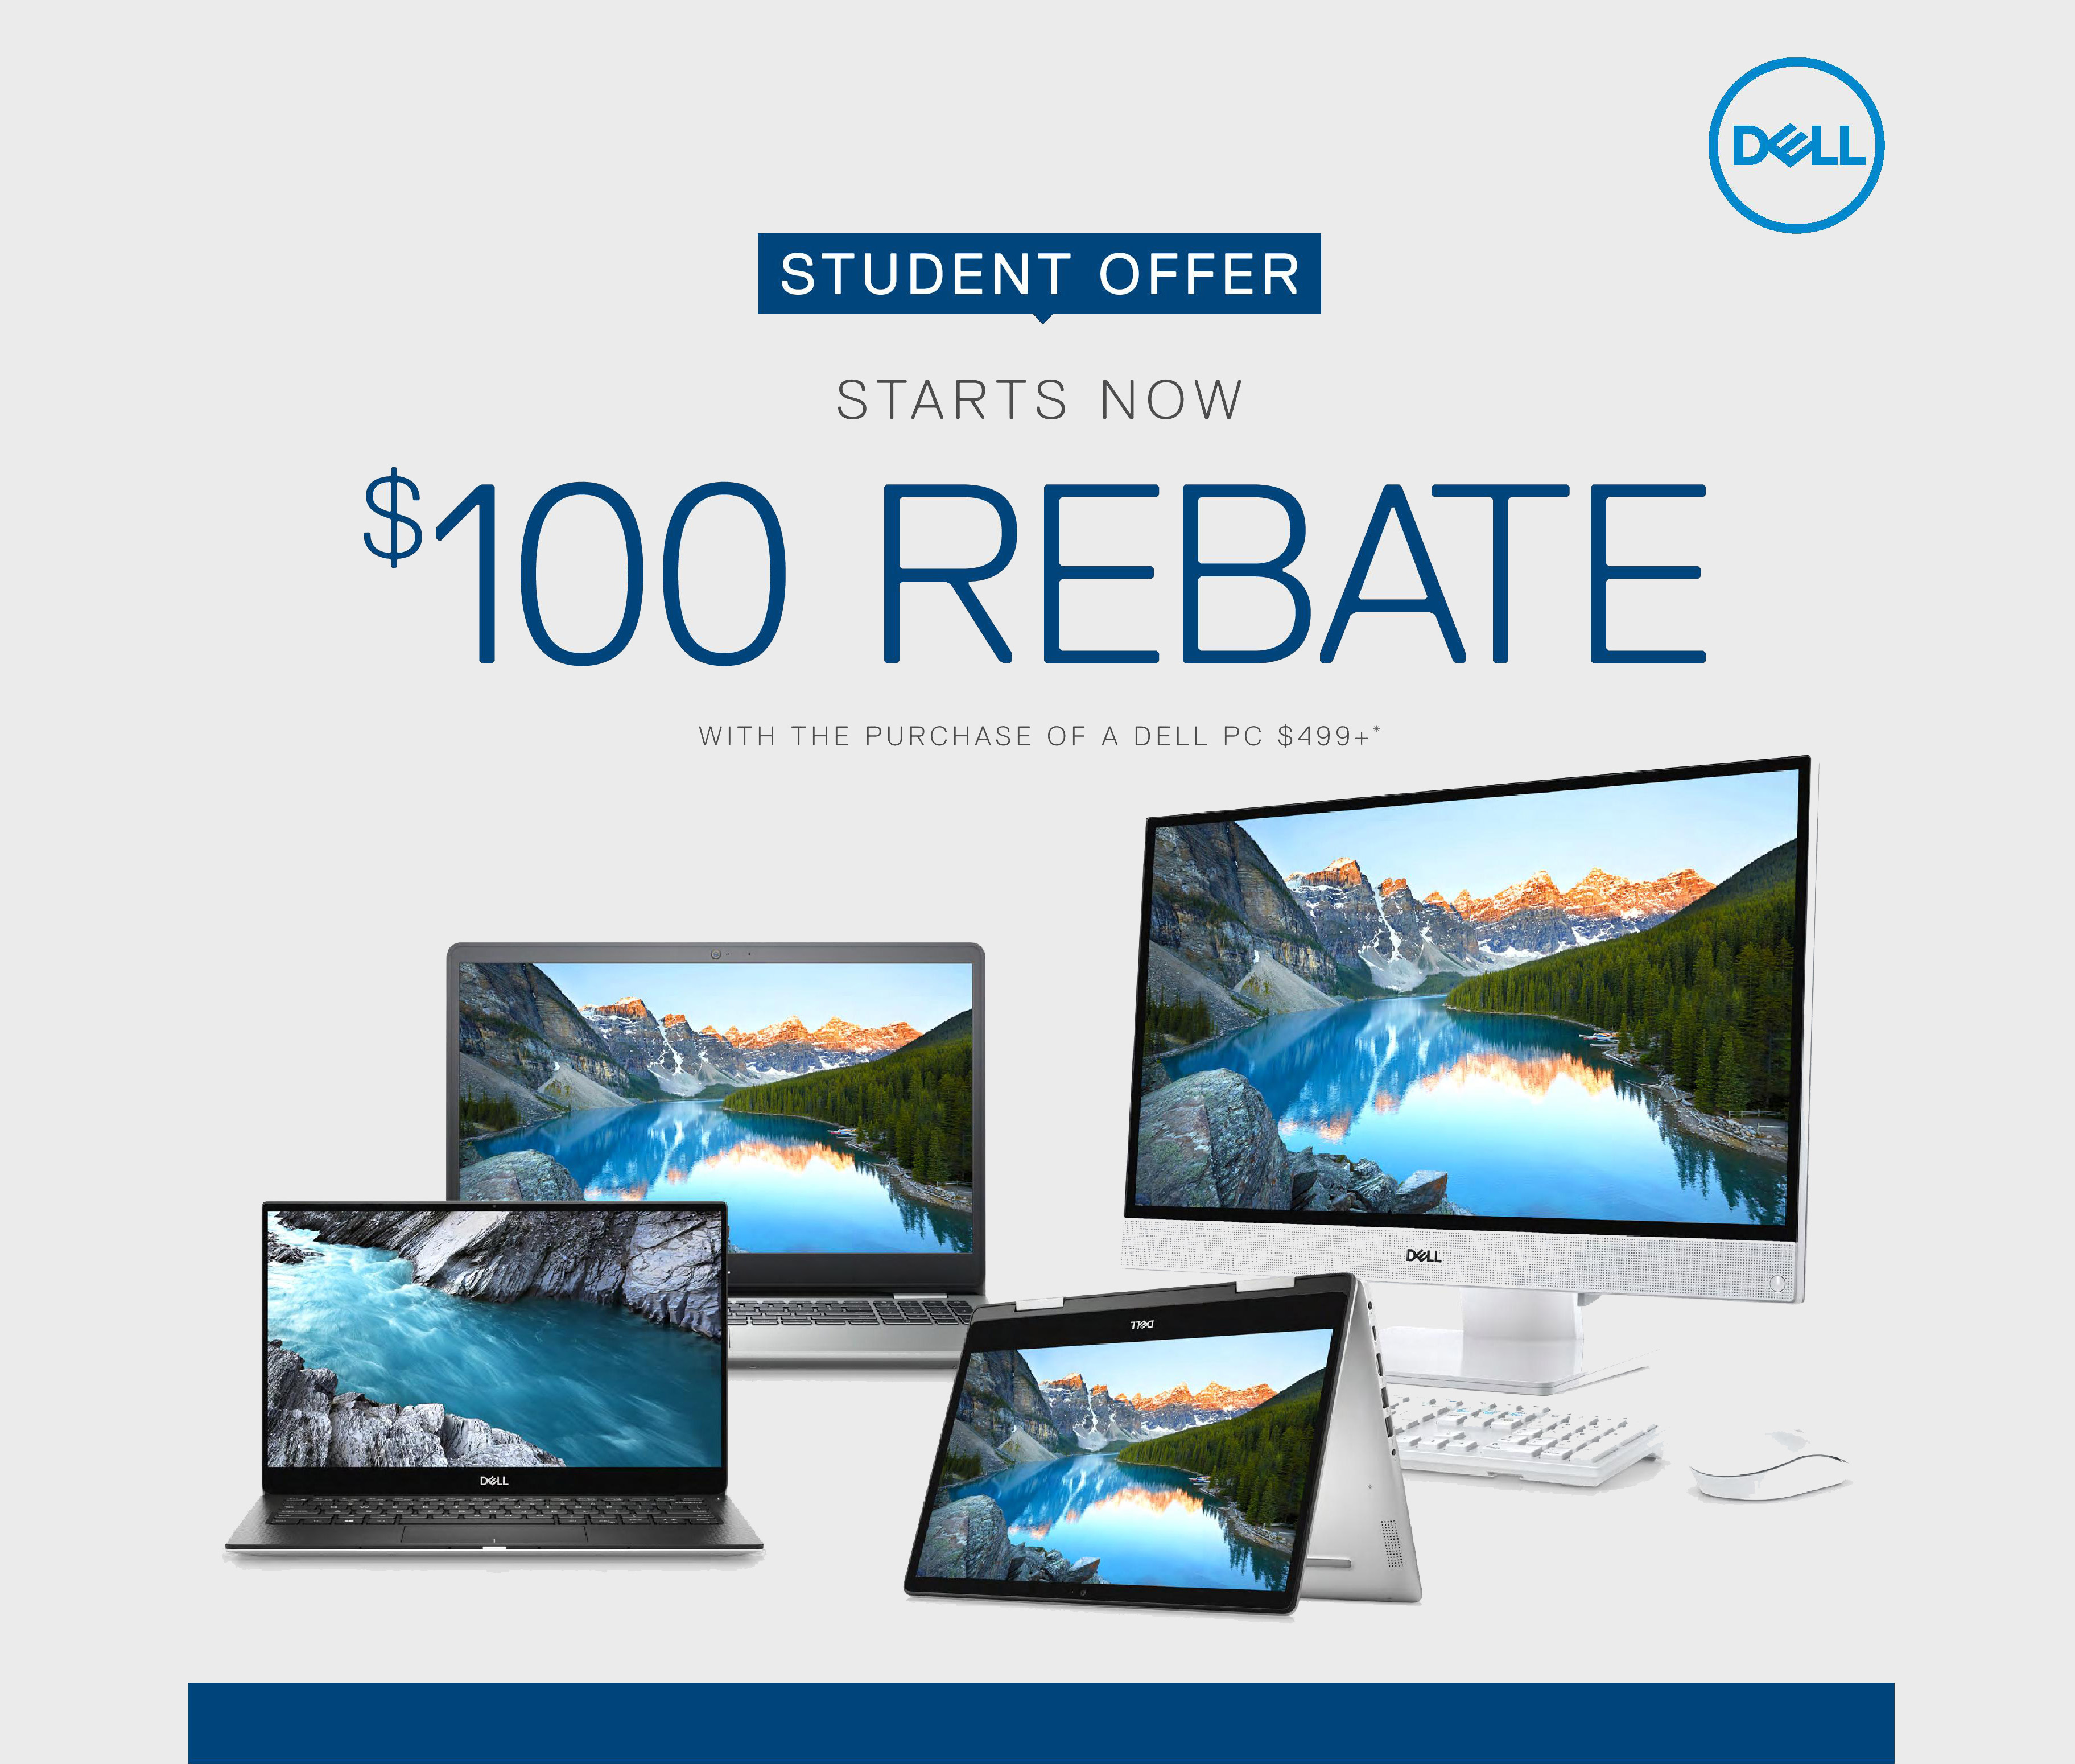 DELL
STUDENT OFFER
STARTS NOW
$100 REBATE
WITH THE PURCHASE OF A DELL PC $499+*
DELL
DELL
DELL